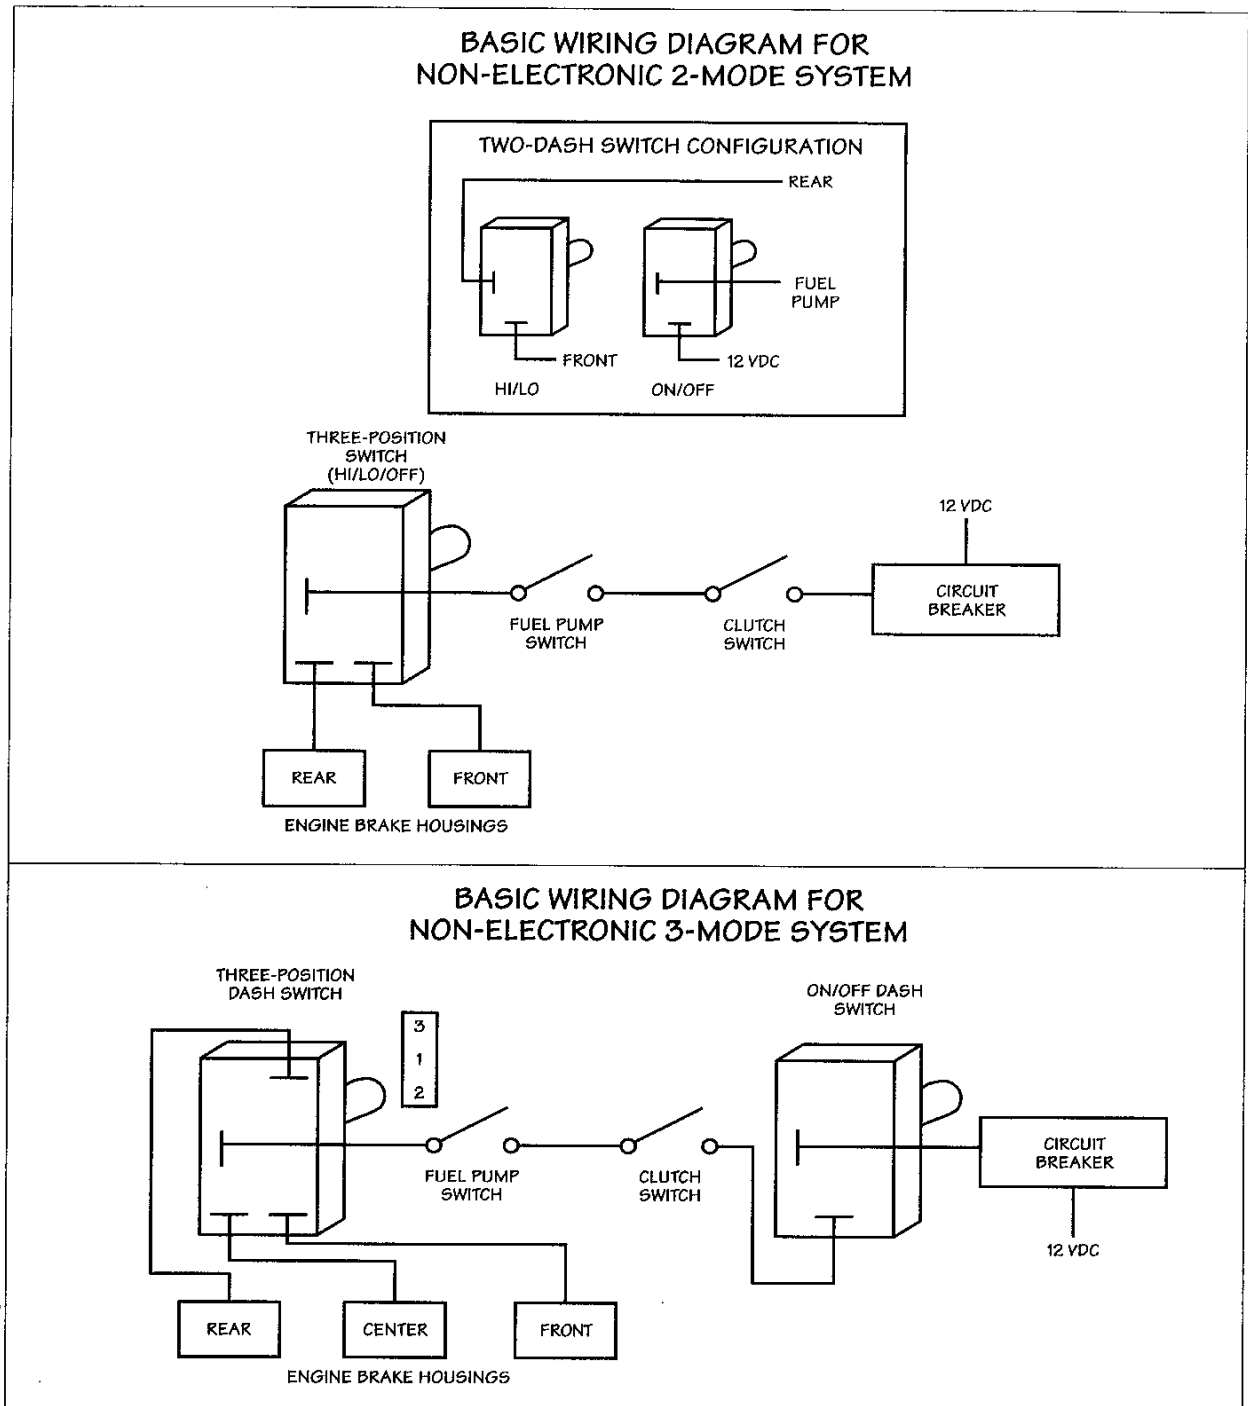 BASIC WIRING DIAGRAM FOR
NON-ELECTRONIC 2-MODE SYSTEM
TWO-DASH SWITCH CONFIGURATION
REAR
FUEL
PUMP
FRONT
12 VDC
HI/LO
ON/OFF
THREE-POSITION
SWITCH
(HI/LO/OFF)
12 VDC
CIRCUIT
BREAKER
FUEL PUMP
SWITCH
CLUTCH
SWITCH
REAR
FRONT
ENGINE BRAKE HOUSINGS
BASIC WIRING DIAGRAM FOR
NON-ELECTRONIC 3-MODE SYSTEM
THREE-POSITION
DASH SWITCH
ON/OFF DASH
SWITCH
3
1
2
FUEL PUMP
SWITCH
CLUTCH
SWITCH
CIRCUIT
BREAKER
12 VDC
REAR
CENTER
FRONT
ENGINE BRAKE HOUSINGS